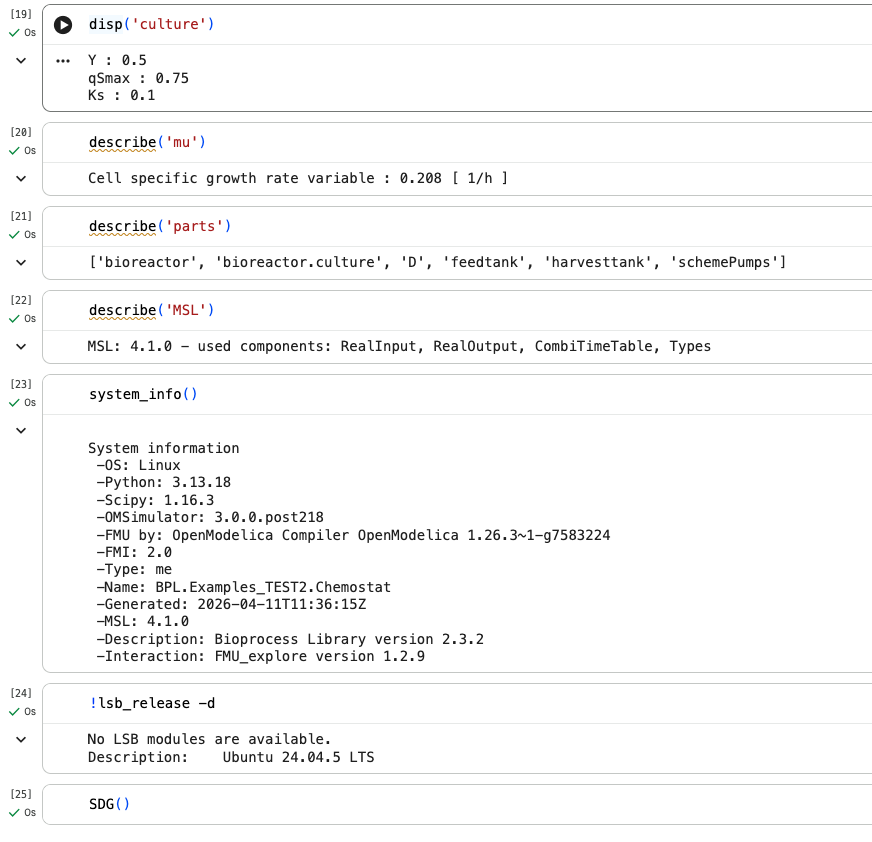 [19]
0s
disp('culture')
Y : 0.5
qSmax : 0.75
Ks : 0.1
[20]
0s
describe('mu')
Cell specific growth rate variable : 0.208 [ 1/h ]
[21]
0s
describe('parts')
['bioreactor', 'bioreactor.culture', 'D', 'feedtank', 'harvesttank', 'schemePumps']
[22]
0s
describe('MSL')
MSL: 4.1.0 – used components: RealInput, RealOutput, CombiTimeTable, Types
[23]
0s
system_info()
System information
–OS: Linux
–Python: 3.13.18
–Scipy: 1.16.3
–OMSimulator: 3.0.0.post218
–FMU by: OpenModelica Compiler OpenModelica 1.26.3~1-g7583224
–FMI: 2.0
–Type: me
–Name: BPL.Examples_TEST2.Chemostat
–Generated: 2026-04-11T11:36:15Z
–MSL: 4.1.0
–Description: Bioprocess Library version 2.3.2
–Interaction: FMU_explore version 1.2.9
[24]
0s
!lsb_release –d
No LSB modules are available.
Description:    Ubuntu 24.04.5 LTS
[25]
0s
SDG()